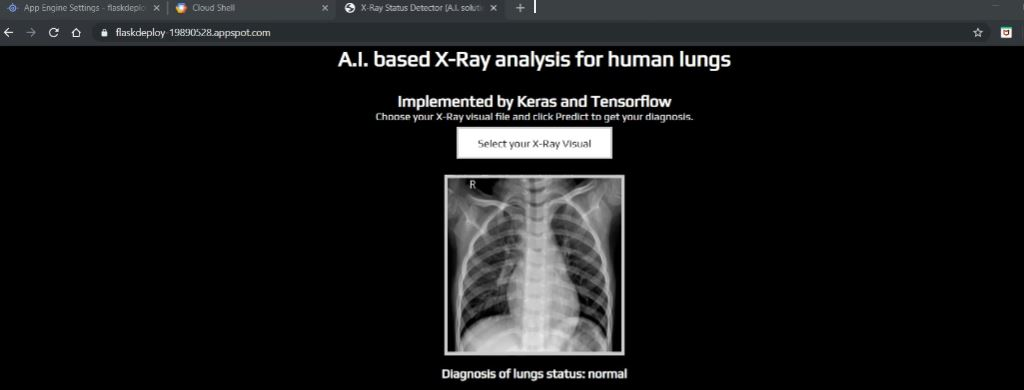 App Engine Settings - flaskdeplo
Cloud Shell
X-Ray Status Detector [A.I. soluti
flaskdeploy-19890528.appspot.com
A.I. based X-Ray analysis for human lungs
Implemented by Keras and Tensorflow
Choose your X-Ray visual file and click Predict to get your diagnosis.
Select your X-Ray Visual
R
Diagnosis of lungs status: normal